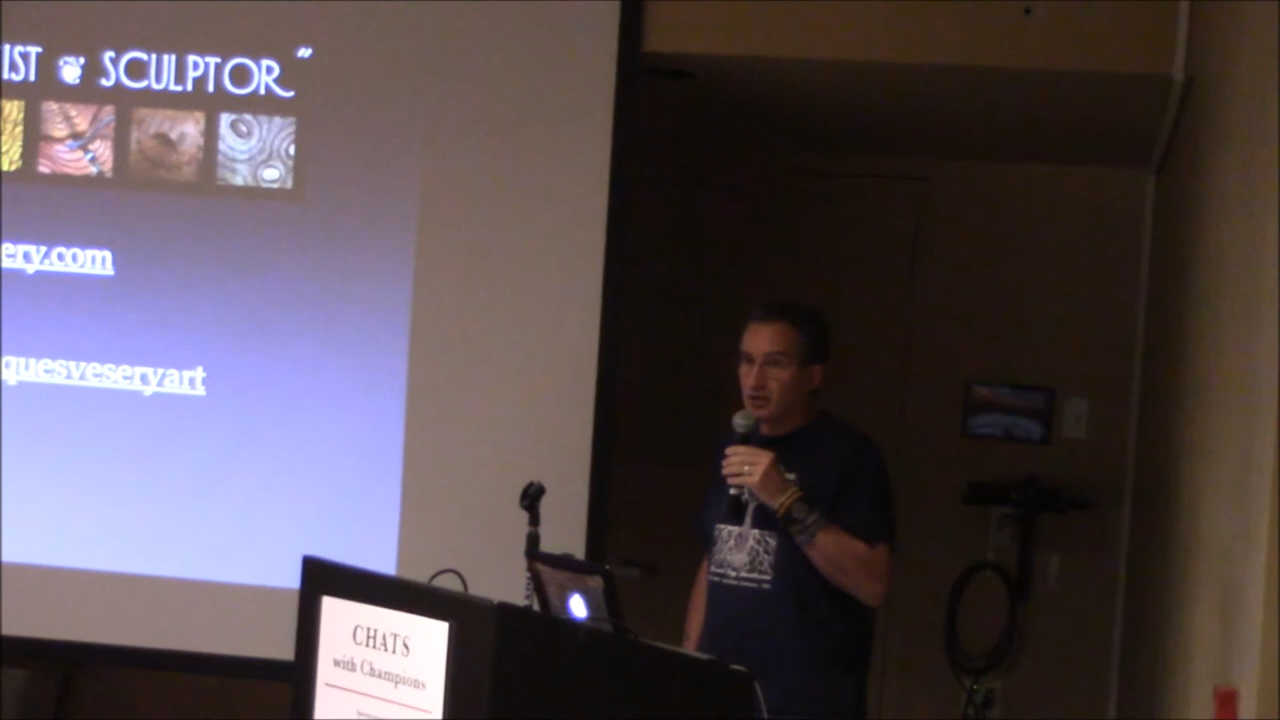 IST & SCULPTOR"
ery.com
quesveseryart
CHATS
with Champions